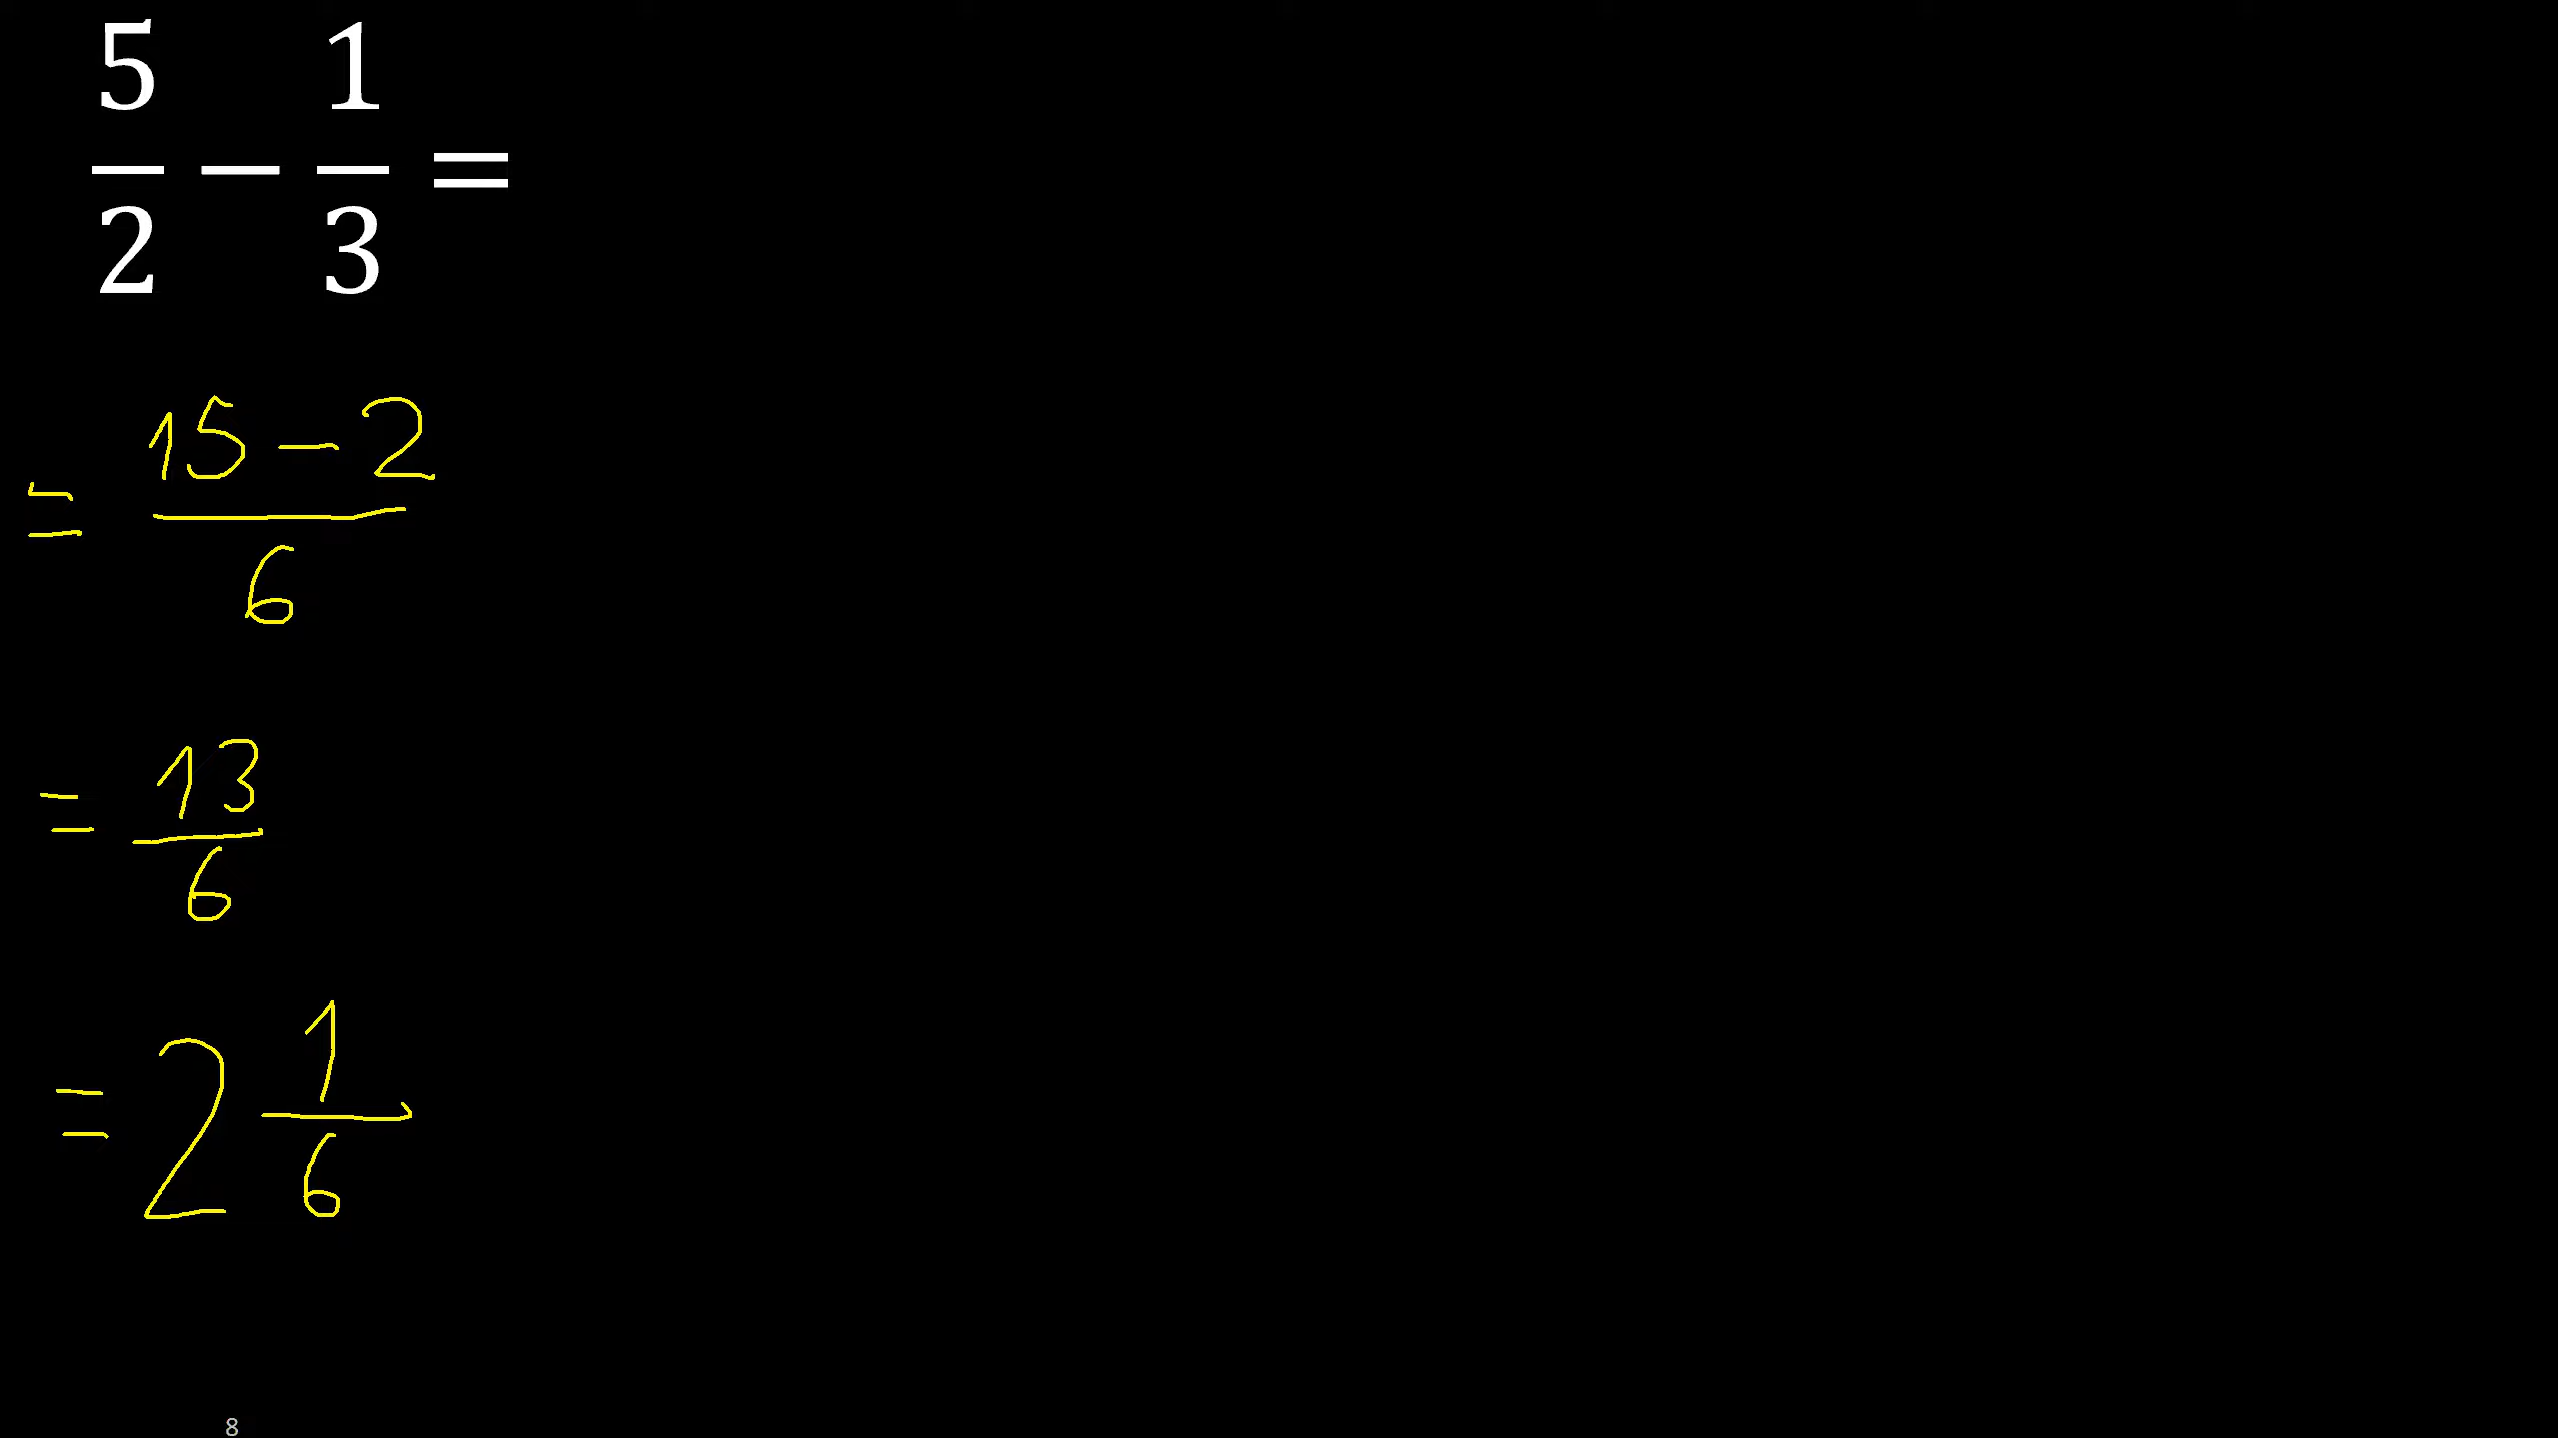 5/2 − 1/3 =
= (15 − 2)/6
= 13/6
= 2 1/6
8